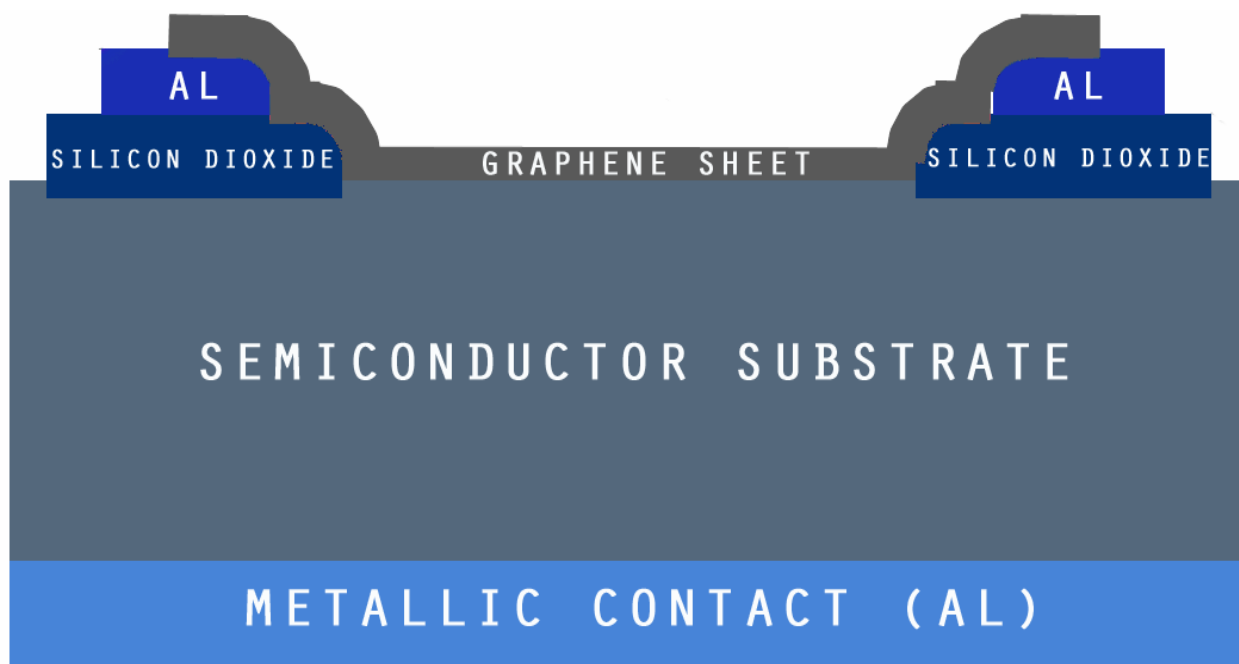 AL
AL
SILICON DIOXIDE
GRAPHENE SHEET
SILICON DIOXIDE
SEMICONDUCTOR SUBSTRATE
METALLIC CONTACT (AL)